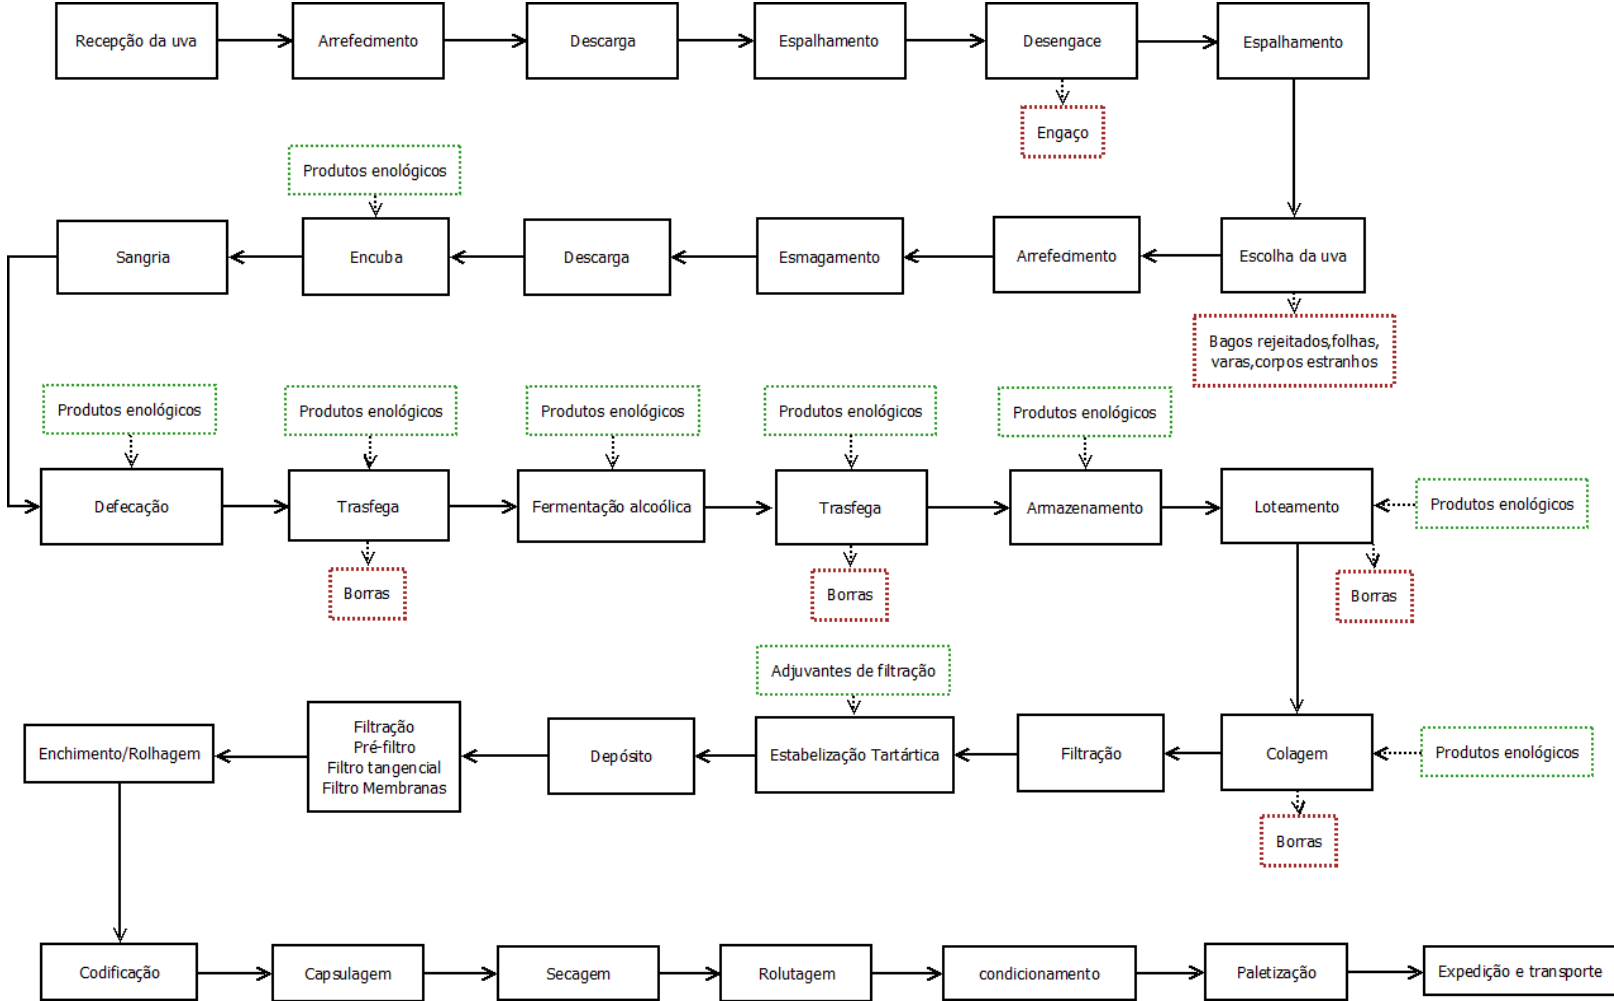 Recepção da uva
Arrefecimento
Descarga
Espalhamento
Desengace
Espalhamento
Engaço
Produtos enológicos
Sangria
Encuba
Descarga
Esmagamento
Arrefecimento
Escolha da uva
Bagos rejeitados,folhas,
varas,corpos estranhos
Produtos enológicos
Produtos enológicos
Produtos enológicos
Produtos enológicos
Produtos enológicos
Defecação
Trasfega
Fermentação alcoólica
Trasfega
Armazenamento
Loteamento
Produtos enológicos
Borras
Borras
Borras
Adjuvantes de filtração
Enchimento/Rolhagem
Filtração
Pré-filtro
Filtro tangencial
Filtro Membranas
Depósito
Estabelização Tartártica
Filtração
Colagem
Produtos enológicos
Borras
Codificação
Capsulagem
Secagem
Rolutagem
condicionamento
Paletização
Expedição e transporte